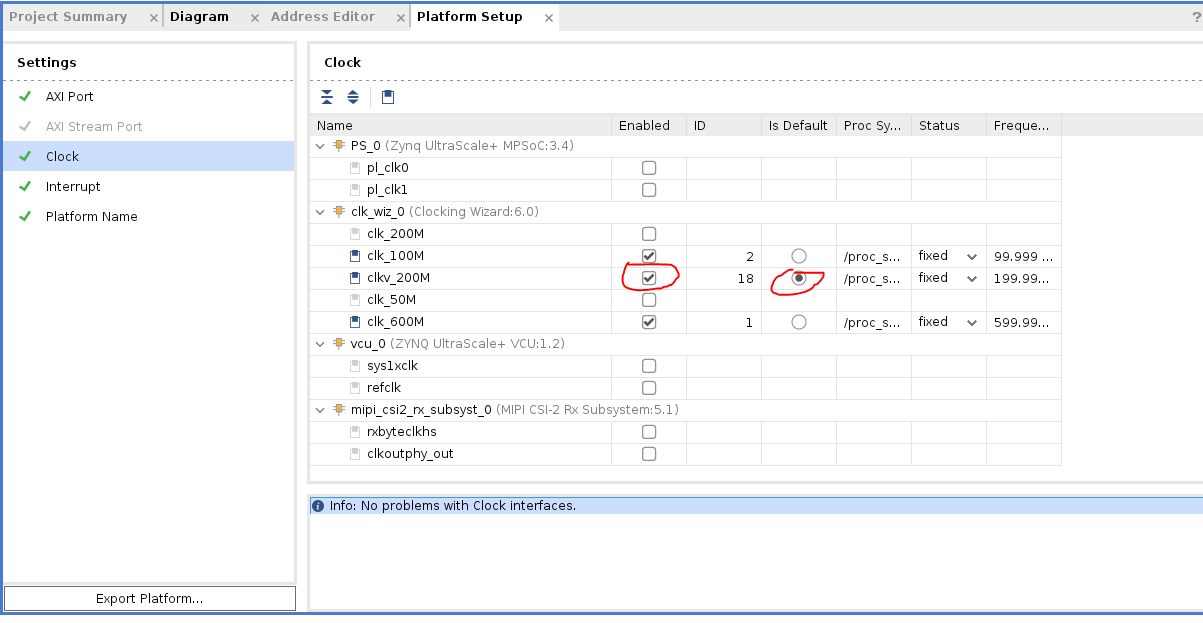 Project Summary × Diagram × Address Editor × Platform Setup × ?
Settings
AXI Port
AXI Stream Port
Clock
Interrupt
Platform Name
Export Platform...
Clock
Name Enabled ID Is Default Proc Sy... Status Freque...
PS_0 (Zynq UltraScale+ MPSoC:3.4)
pl_clk0
pl_clk1
clk_wiz_0 (Clocking Wizard:6.0)
clk_200M
clk_100M 2 /proc_s... fixed 99.999 ...
clkv_200M 18 /proc_s... fixed 199.99...
clk_50M
clk_600M 1 /proc_s... fixed 599.99...
vcu_0 (ZYNQ UltraScale+ VCU:1.2)
sys1xclk
refclk
mipi_csi2_rx_subsyst_0 (MIPI CSI-2 Rx Subsystem:5.1)
rxbyteclkhs
clkoutphy_out
Info: No problems with Clock interfaces.